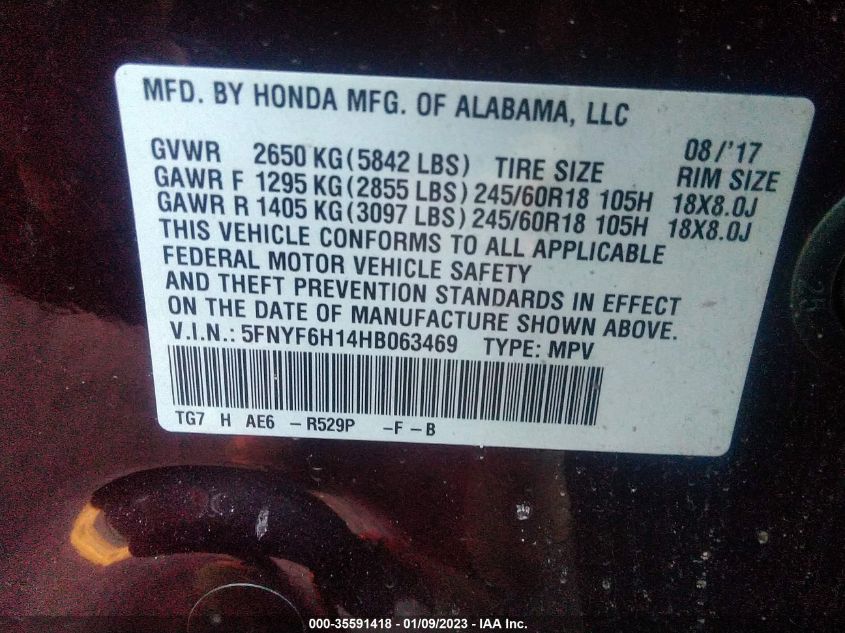 MFD. BY HONDA MFG. OF ALABAMA, LLC
08/'17
GVWR 2650 KG (5842 LBS) TIRE SIZE RIM SIZE
GAWR F 1295 KG (2855 LBS) 245/60R18 105H 18X8.0J
GAWR R 1405 KG (3097 LBS) 245/60R18 105H 18X8.0J
THIS VEHICLE CONFORMS TO ALL APPLICABLE
FEDERAL MOTOR VEHICLE SAFETY
AND THEFT PREVENTION STANDARDS IN EFFECT
ON THE DATE OF MANUFACTURE SHOWN ABOVE.
V.I.N.: 5FNYF6H14HB063469 TYPE: MPV
TG7 H AE6 -R529P -F-B
000-35591418 - 01/09/2023 - IAA Inc.